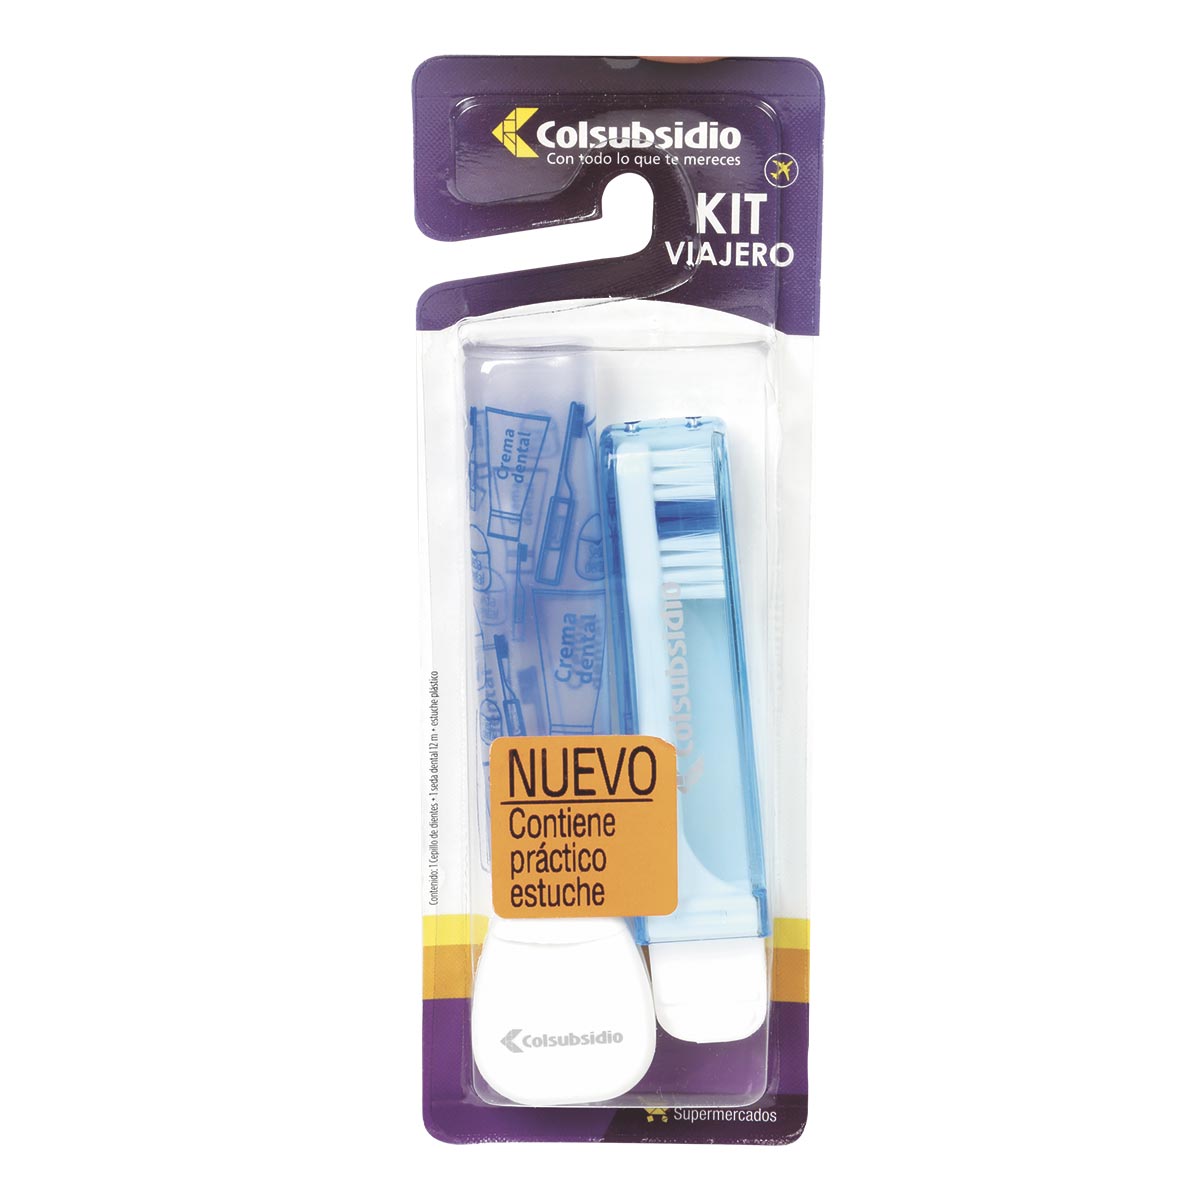 Colsubsidio
Con todo lo que te mereces
KIT
VIAJERO
Crema
dental
Crema
dental
Colsubsidio
Contenido: 1 Cepillo de dientes + 1 seda dental 12 m + estuche plástico
NUEVO
Contiene
práctico
estuche
Colsubsidio
Supermercados